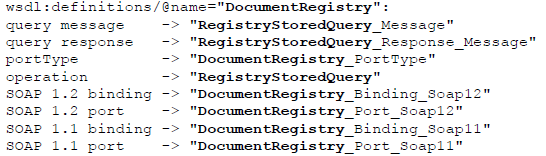 wsdl:definitions/@name="DocumentRegistry":
query message -> "RegistryStoredQuery_Message"
query response -> "RegistryStoredQuery_Response_Message"
portType -> "DocumentRegistry_PortType"
operation -> "RegistryStoredQuery"
SOAP 1.2 binding -> "DocumentRegistry_Binding_Soap12"
SOAP 1.2 port -> "DocumentRegistry_Port_Soap12"
SOAP 1.1 binding -> "DocumentRegistry_Binding_Soap11"
SOAP 1.1 port -> "DocumentRegistry_Port_Soap11"